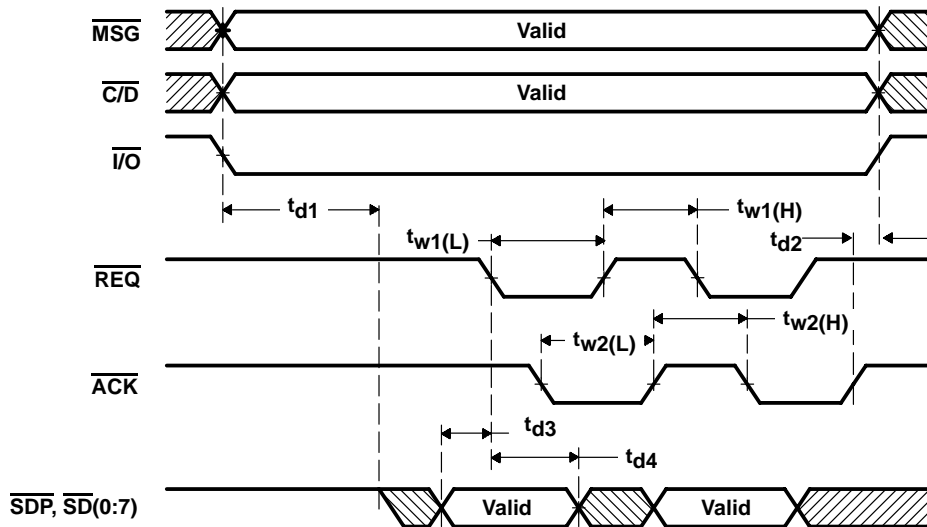 MSG
Valid
C/D
Valid
I/O
td1
tw1(L)
tw1(H)
td2
REQ
tw2(L)
tw2(H)
ACK
td3
td4
SDP, SD(0:7)
Valid
Valid